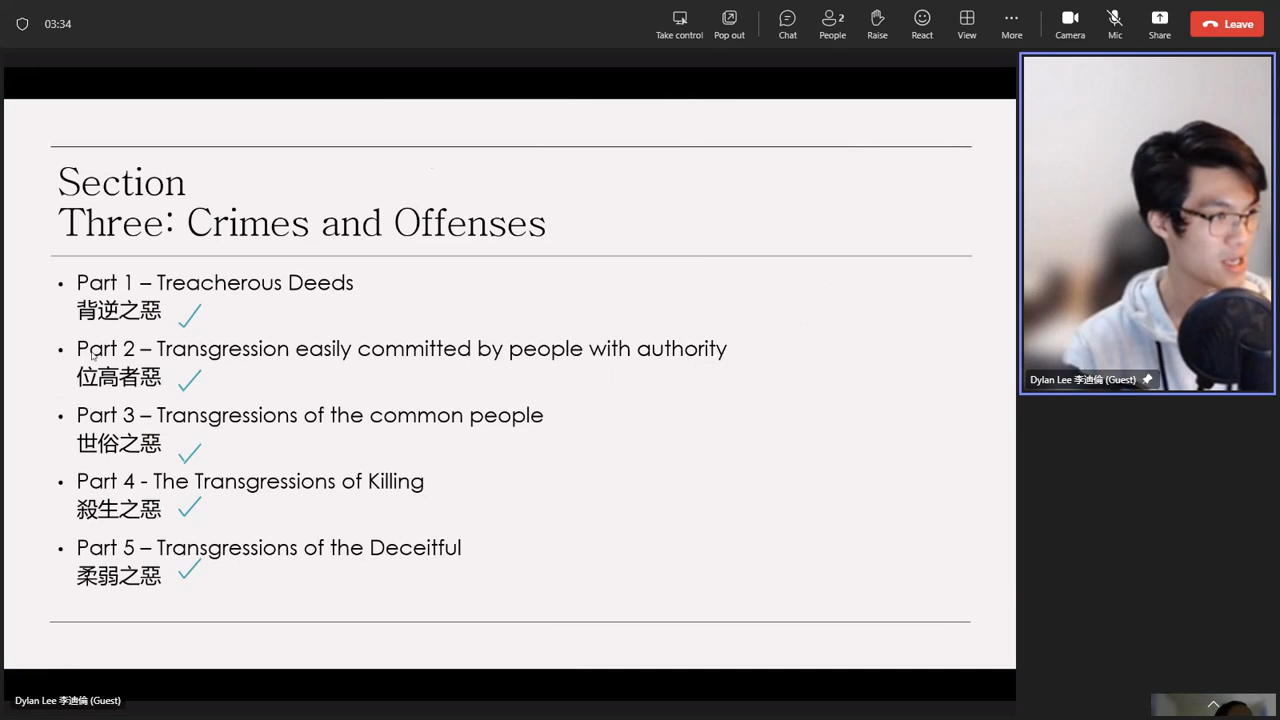 03:34
Take control
Pop out
Chat
2
People
Raise
React
View
More
Camera
Mic
Share
Leave
Section
Three: Crimes and Offenses
• Part 1 – Treacherous Deeds
背逆之惡
• Part 2 – Transgression easily committed by people with authority
位高者惡
• Part 3 – Transgressions of the common people
世俗之惡
• Part 4 - The Transgressions of Killing
殺生之惡
• Part 5 – Transgressions of the Deceitful
柔弱之惡
Dylan Lee 李迪倫 (Guest)
Dylan Lee 李迪倫 (Guest)